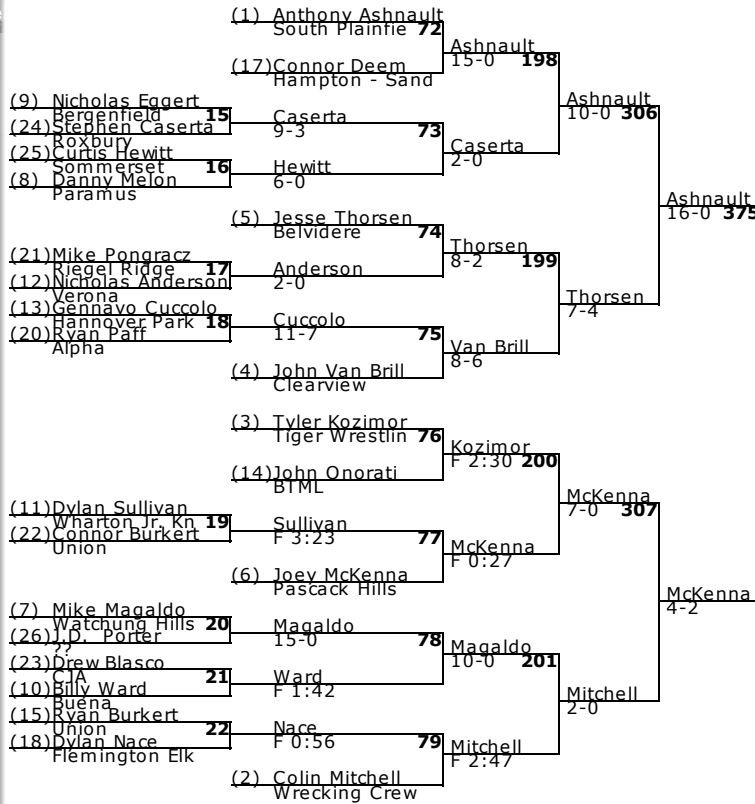 (1) Anthony Ashnault
South Plainfie 72
(17) Connor Deem
Hampton - Sand
Ashnault
15-0 198
(9) Nicholas Eggert
Bergenfield 15
(24) Stephen Caserta
Roxbury
Caserta
9-3 73
(25) Curtis Hewitt
Sommerset 16
(8) Danny Melon
Paramus
Hewitt
6-0
Caserta
2-0
Ashnault
10-0 306
(5) Jesse Thorsen
Belvidere 74
(21) Mike Pongracz
Riegel Ridge 17
(12) Nicholas Anderson
Verona
Anderson
2-0
Thorsen
8-2 199
(13) Gennavo Cuccolo
Hannover Park 18
(20) Ryan Paff
Alpha
Cuccolo
11-7 75
(4) John Van Brill
Clearview
Van Brill
8-6
Thorsen
7-4
Ashnault
16-0 375
(3) Tyler Kozimor
Tiger Wrestlin 76
(14) John Onorati
BTML
Kozimor
F 2:30 200
(11) Dylan Sullivan
Wharton Jr. Kn 19
(22) Connor Burkert
Union
Sullivan
F 3:23 77
(6) Joey McKenna
Pascack Hills
McKenna
F 0:27
McKenna
7-0 307
(7) Mike Magaldo
Watchung Hills 20
(26) J.D. Porter
??
Magaldo
15-0 78
(23) Drew Blasco
CJA 21
(10) Billy Ward
Buena
Ward
F 1:42
Magaldo
10-0 201
(15) Ryan Burkert
Union 22
(18) Dylan Nace
Flemington Elk
Nace
F 0:56 79
(2) Colin Mitchell
Wrecking Crew
Mitchell
F 2:47
Mitchell
2-0
McKenna
4-2